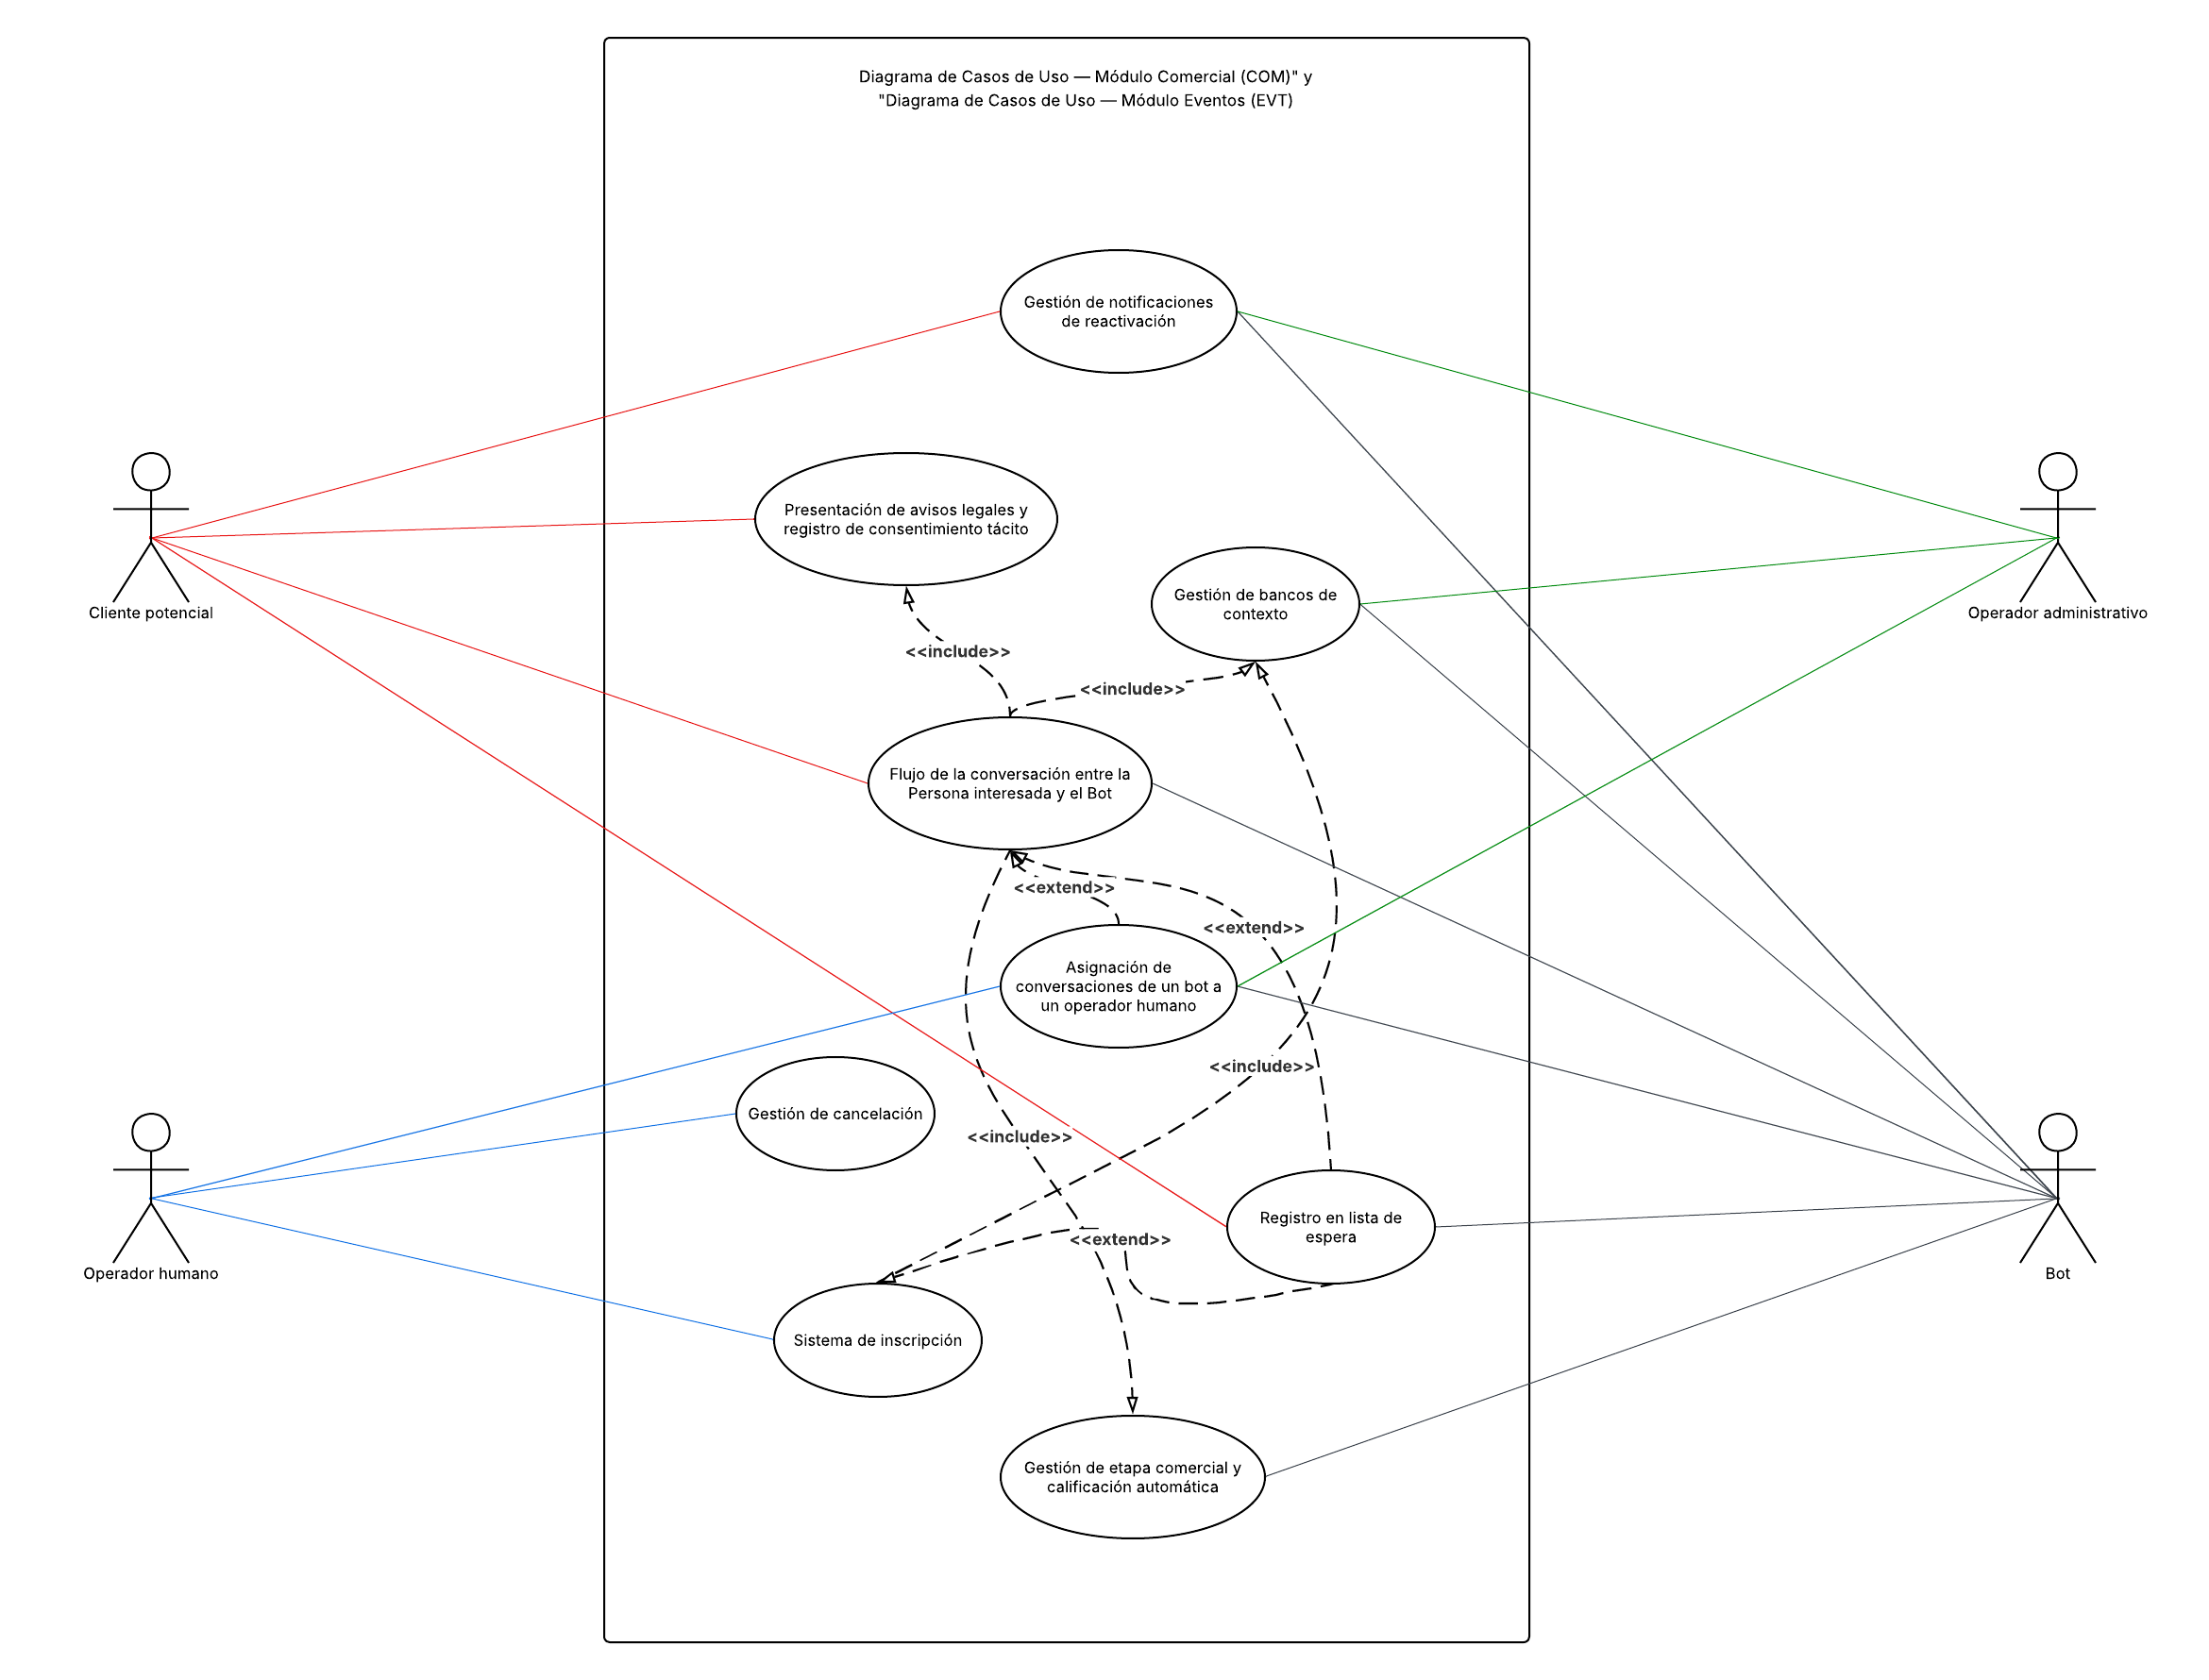 Diagrama de Casos de Uso — Módulo Comercial (COM)" y
"Diagrama de Casos de Uso — Módulo Eventos (EVT)
Gestión de notificaciones
de reactivación
Presentación de avisos legales y
registro de consentimiento tácito
Gestión de bancos de
contexto
Cliente potencial
Operador administrativo
<<include>>
<<include>>
Flujo de la conversación entre la
Persona interesada y el Bot
<<extend>>
<<extend>>
Asignación de
conversaciones de un bot a
un operador humano
<<include>>
Gestión de cancelación
<<include>>
Registro en lista de
espera
<<extend>>
Operador humano
Bot
Sistema de inscripción
Gestión de etapa comercial y
calificación automática